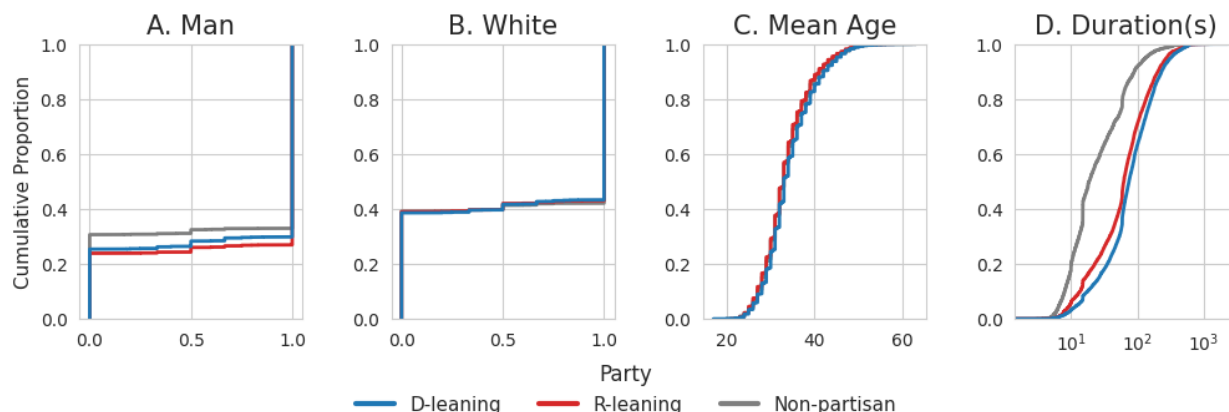 A. Man
B. White
C. Mean Age
D. Duration(s)
Cumulative Proportion
1.0
0.8
0.6
0.4
0.2
0.0
0.0 0.5 1.0
1.0
0.8
0.6
0.4
0.2
0.0
0.0 0.5 1.0
1.0
0.8
0.6
0.4
0.2
0.0
20 40 60
1.0
0.8
0.6
0.4
0.2
0.0
10¹ 10² 10³
Party
D-leaning R-leaning Non-partisan